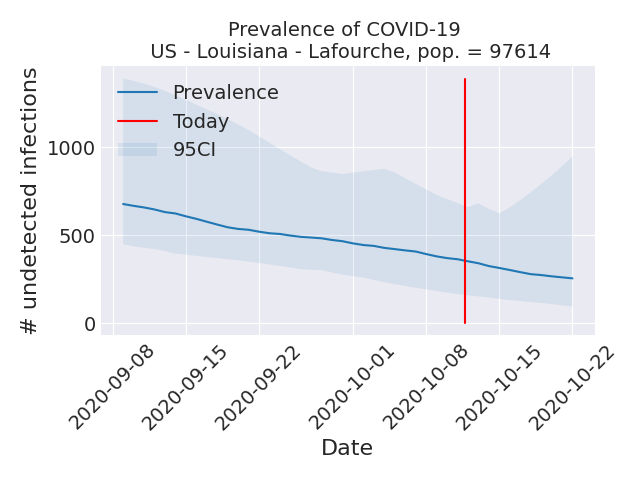 Prevalence of COVID-19
US - Louisiana - Lafourche, pop. = 97614
# undetected infections
1000
500
0
Prevalence
Today
95CI
2020-09-08
2020-09-15
2020-09-22
2020-10-01
2020-10-08
2020-10-15
2020-10-22
Date